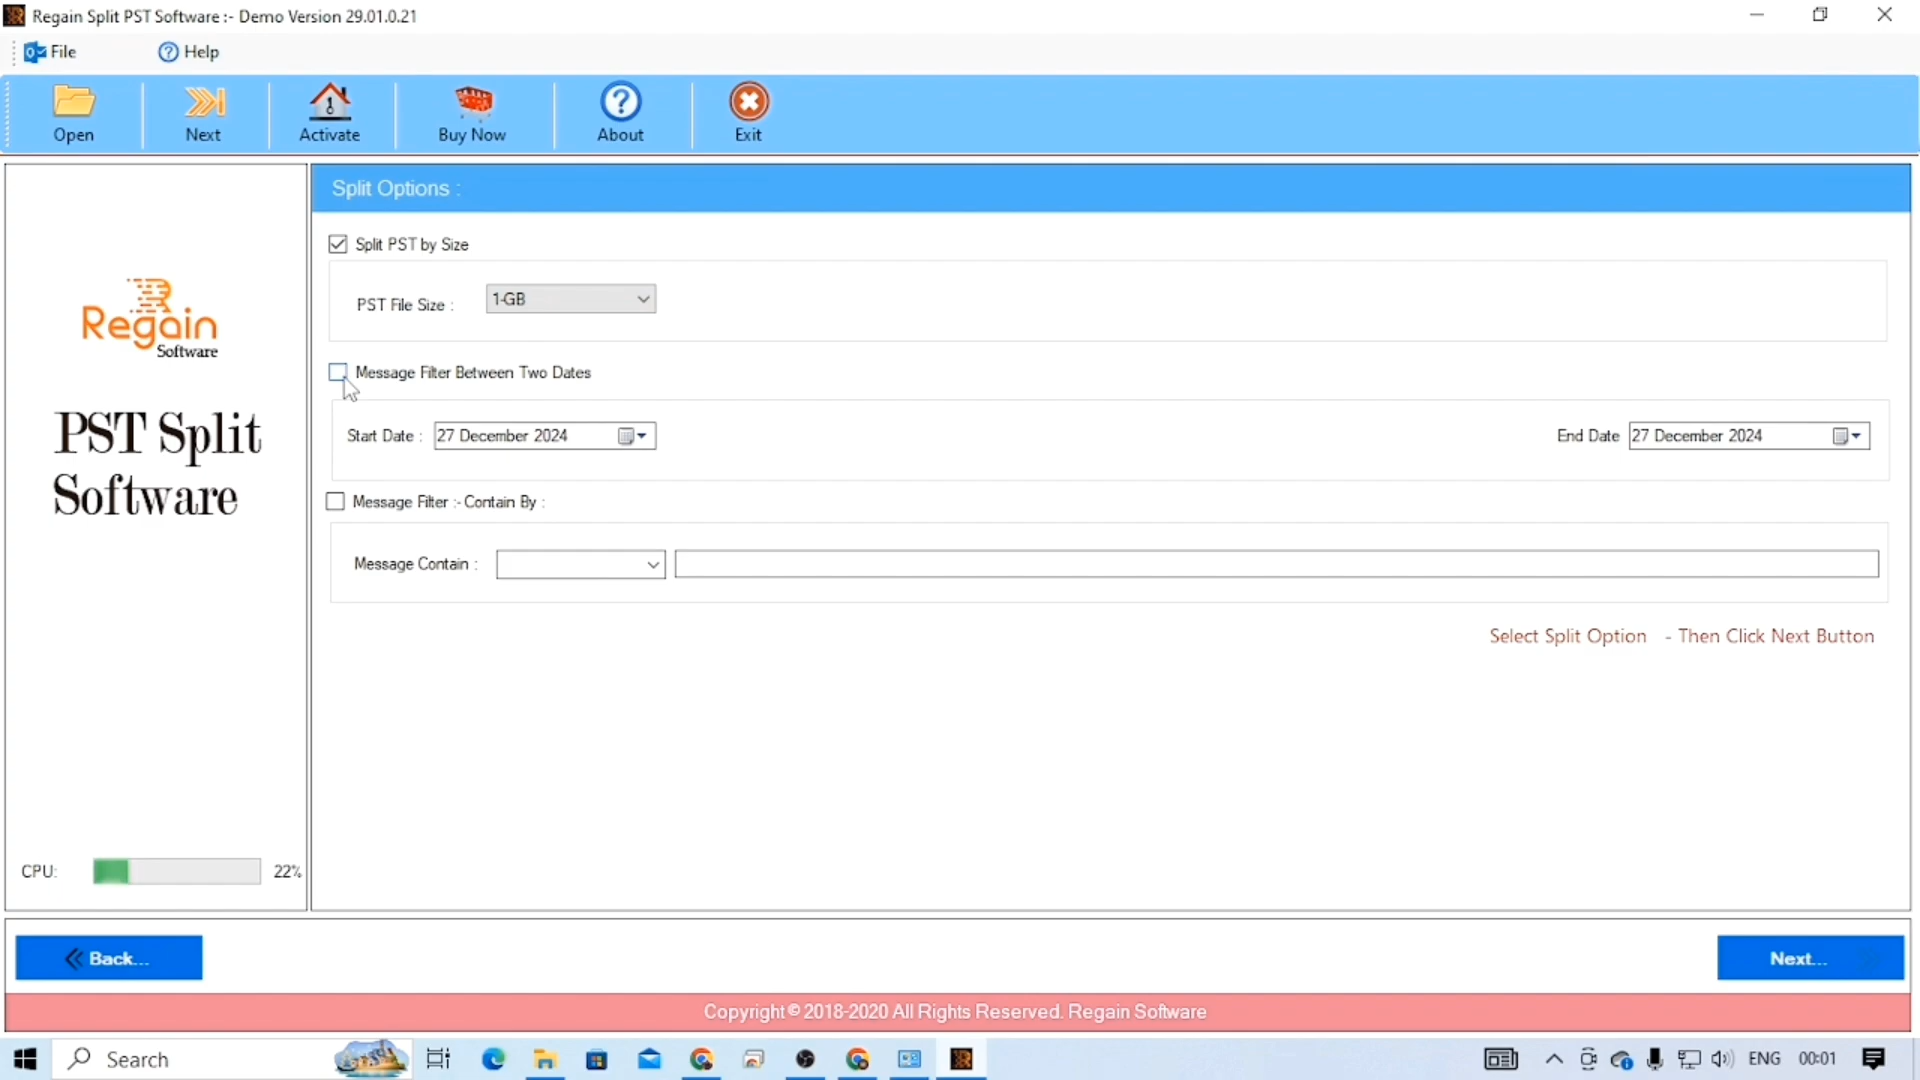 Regain Split PST Software :- Demo Version 29.01.0.21
File Help
Open Next Activate Buy Now About Exit
Split Options :
Split PST by Size
PST File Size : 1-GB
Message Filter Between Two Dates
Start Date : 27 December 2024 End Date 27 December 2024
Message Filter :- Contain By :
Message Contain :
Select Split Option - Then Click Next Button
Regain
Software
PST Split
Software
CPU: 22%
Back... Next...
Copyright© 2018-2020 All Rights Reserved. Regain Software
Search ENG 00:01